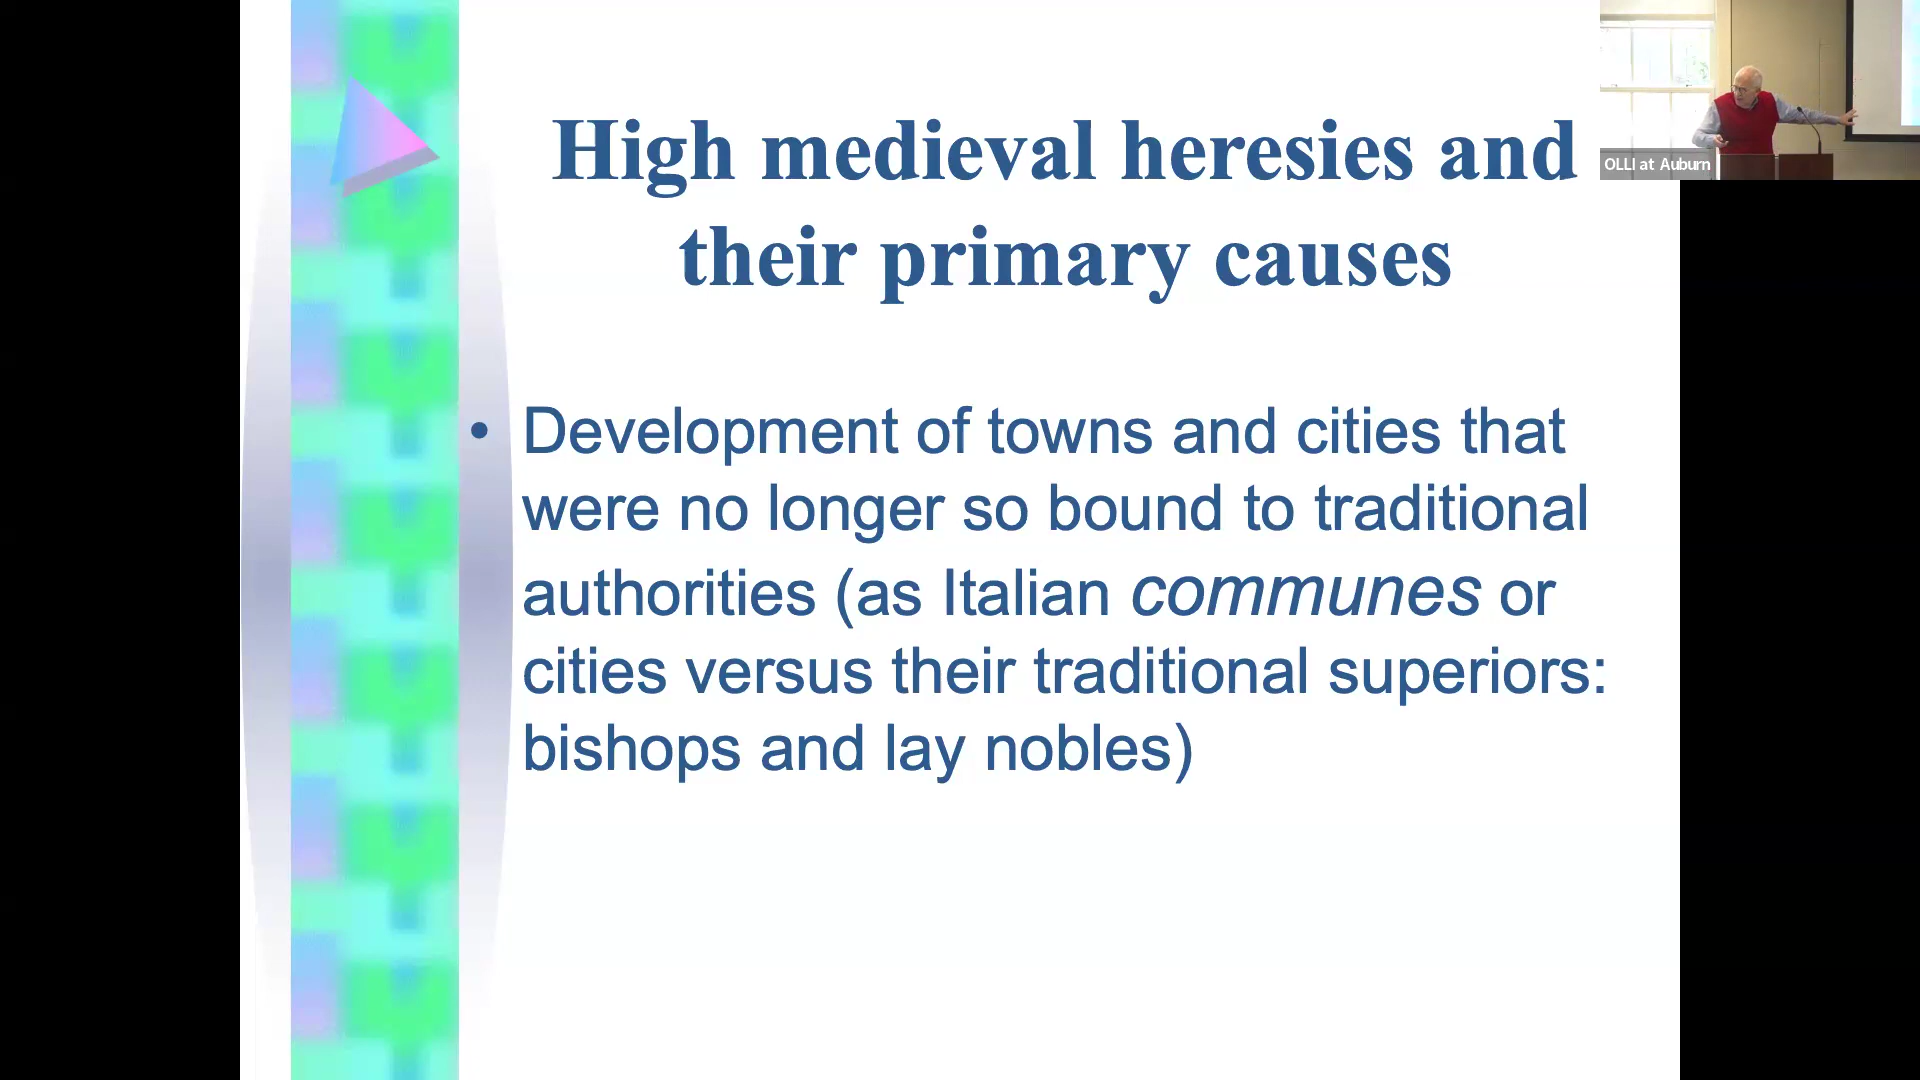 High medieval heresies and
their primary causes
• Development of towns and cities that
were no longer so bound to traditional
authorities (as Italian communes or
cities versus their traditional superiors:
bishops and lay nobles)
OLLI at Auburn